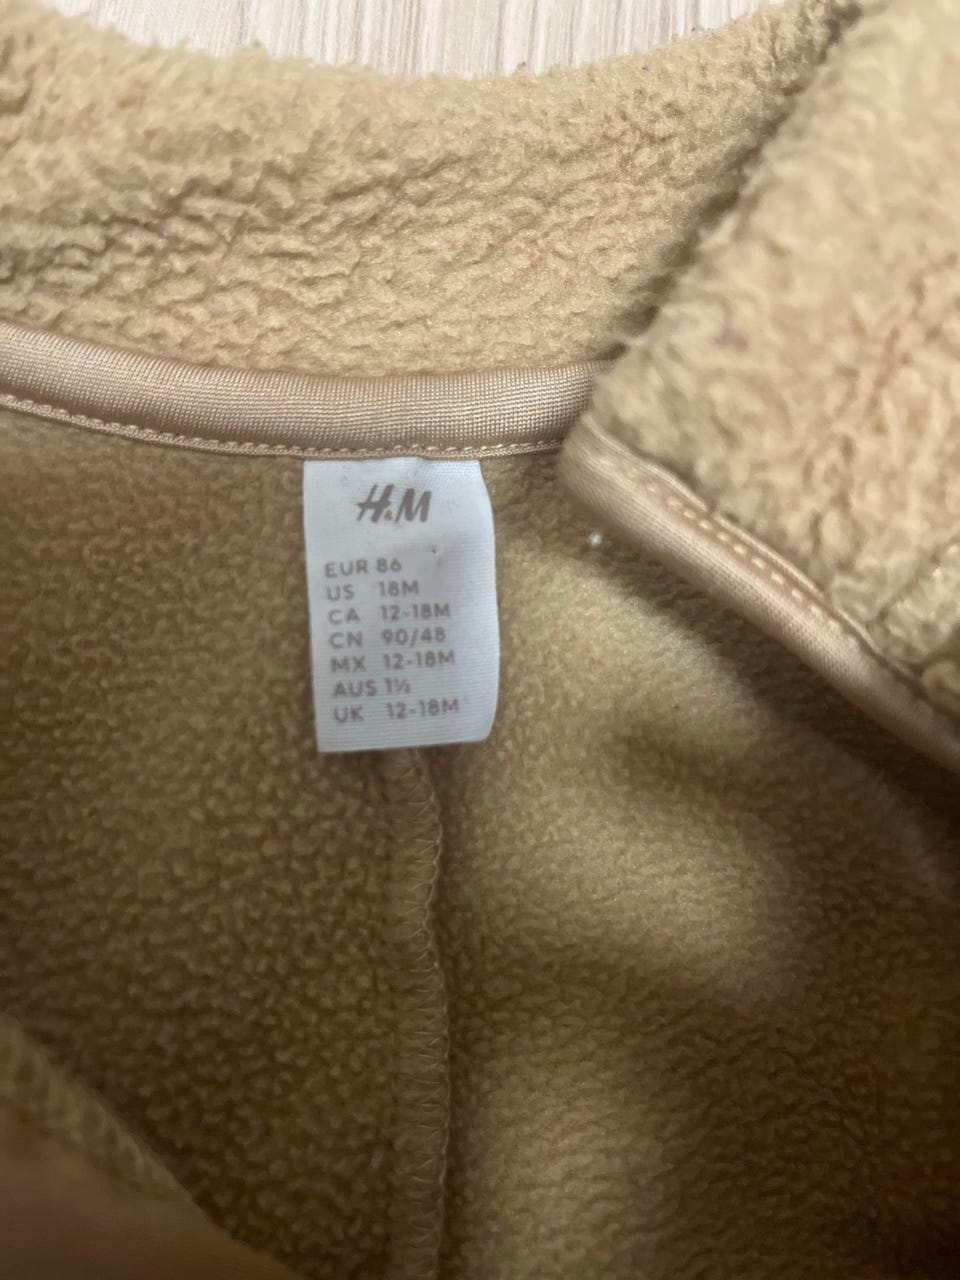 H&M
EUR 86
US 18M
CA 12-18M
CN 90/48
MX 12-18M
AUS 1½
UK 12-18M